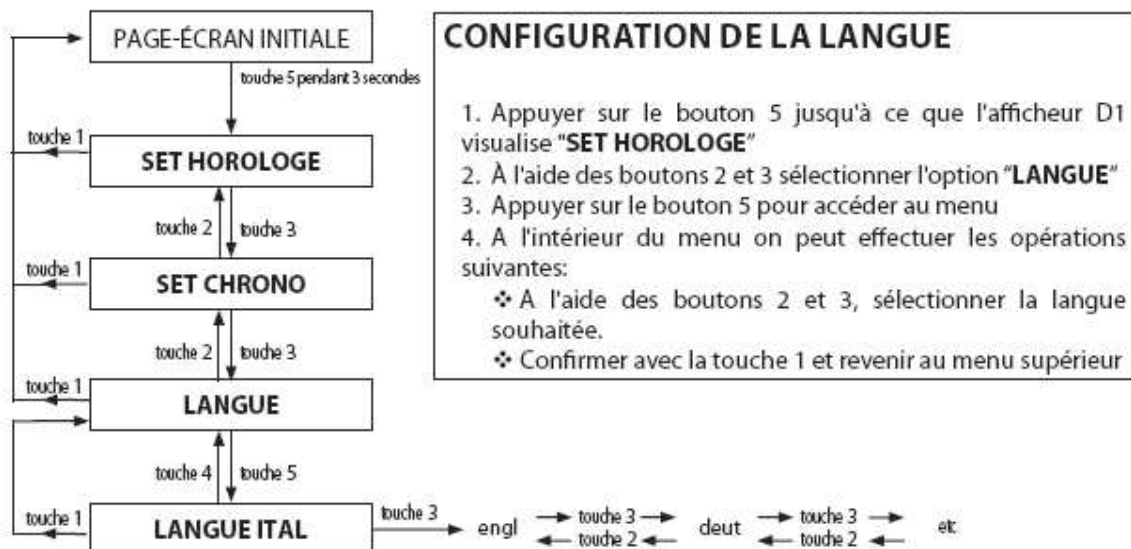 PAGE-ÉCRAN INITIALE
touche 5 pendant 3 secondes
touche 1
SET HOROLOGE
touche 2
touche 3
touche 1
SET CHRONO
touche 2
touche 3
touche 1
LANGUE
touche 4
touche 5
touche 1
LANGUE ITAL
touche 3
engl
touche 3
touche 2
deut
touche 3
touche 2
etc
CONFIGURATION DE LA LANGUE
1. Appuyer sur le bouton 5 jusqu'à ce que l'afficheur D1
visualise "SET HOROLOGE"
2. À l'aide des boutons 2 et 3 sélectionner l'option "LANGUE"
3. Appuyer sur le bouton 5 pour accéder au menu
4. A l'intérieur du menu on peut effectuer les opérations
suivantes:
❖ A l'aide des boutons 2 et 3, sélectionner la langue
souhaitée.
❖ Confirmer avec la touche 1 et revenir au menu supérieur